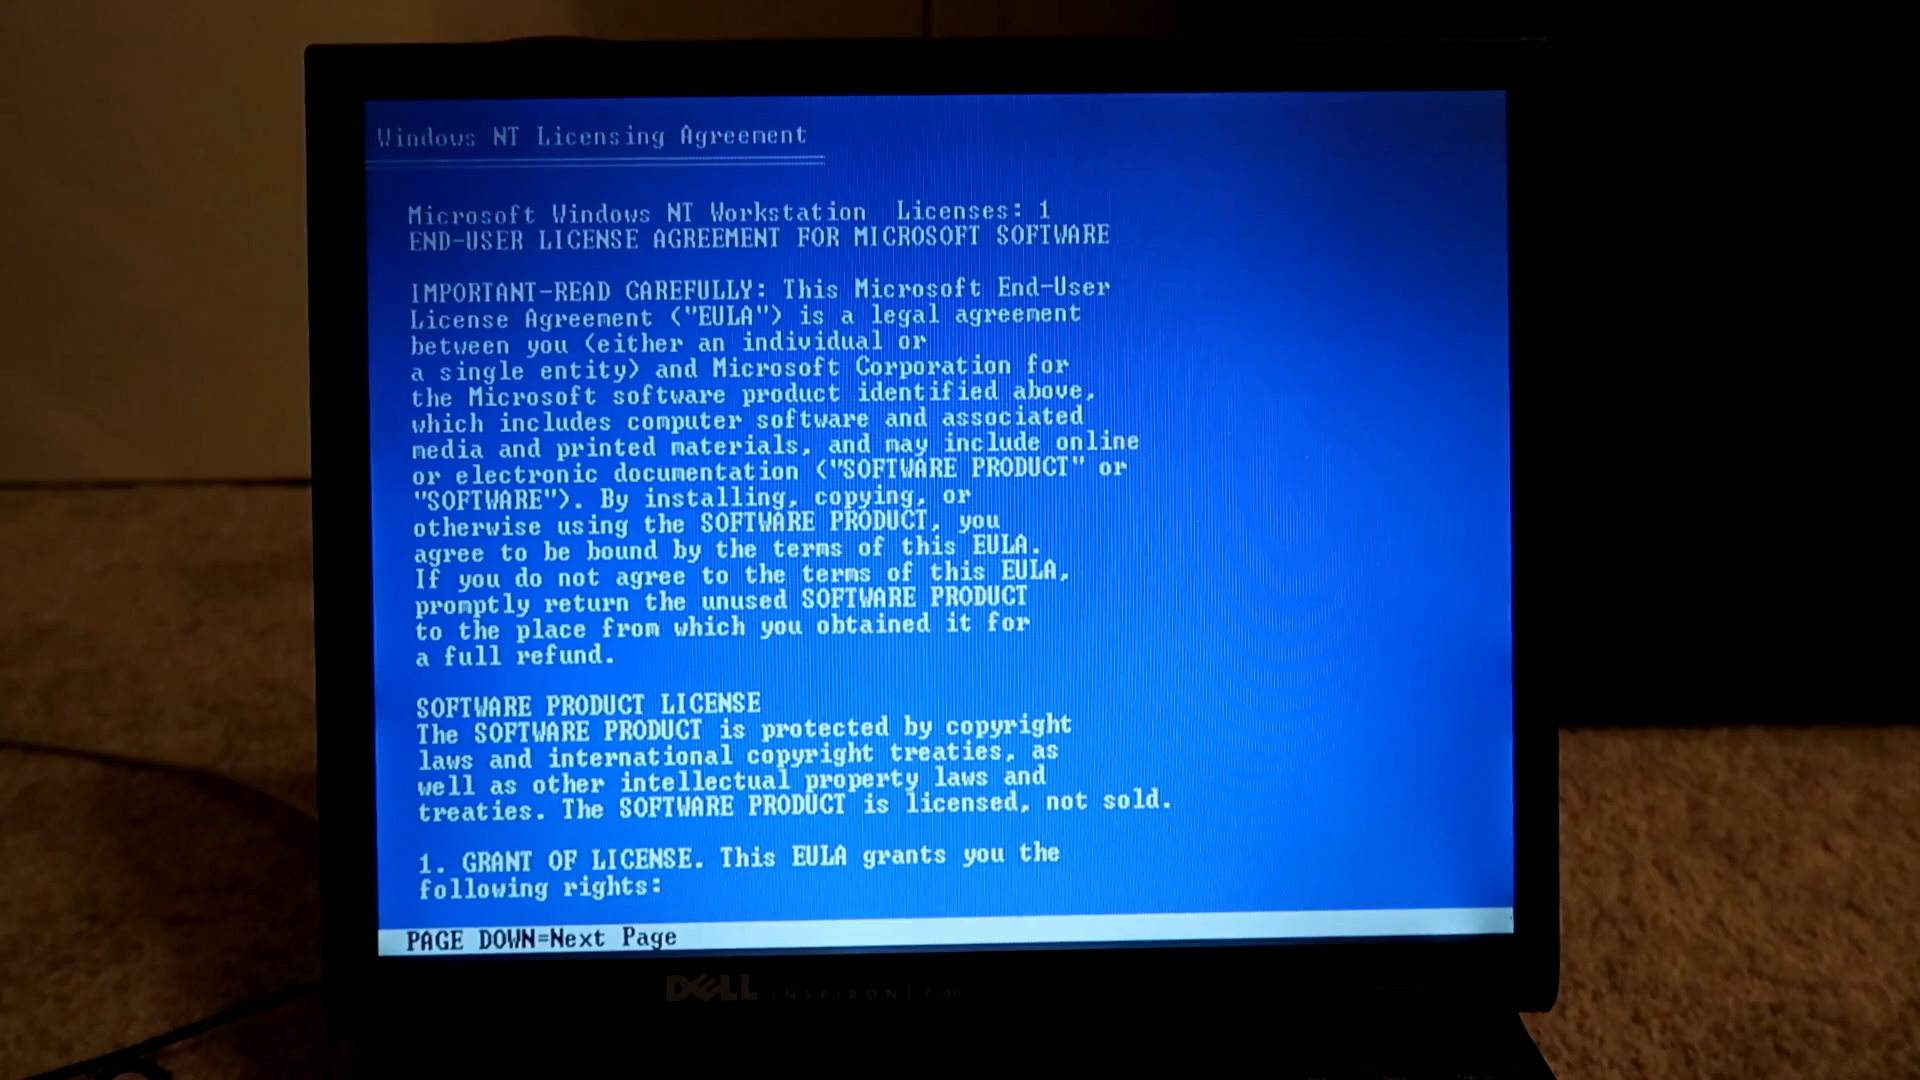 Windows NT Licensing Agreement
Microsoft Windows NT Workstation Licenses: 1
END-USER LICENSE AGREEMENT FOR MICROSOFT SOFTWARE
IMPORTANT-READ CAREFULLY: This Microsoft End-User
License Agreement ("EULA") is a legal agreement
between you (either an individual or
a single entity) and Microsoft Corporation for
the Microsoft software product identified above,
which includes computer software and associated
media and printed materials, and may include online
or electronic documentation ("SOFTWARE PRODUCT" or
"SOFTWARE"). By installing, copying, or
otherwise using the SOFTWARE PRODUCT, you
agree to be bound by the terms of this EULA.
If you do not agree to the terms of this EULA,
promptly return the unused SOFTWARE PRODUCT
to the place from which you obtained it for
a full refund.
SOFTWARE PRODUCT LICENSE
The SOFTWARE PRODUCT is protected by copyright
laws and international copyright treaties, as
well as other intellectual property laws and
treaties. The SOFTWARE PRODUCT is licensed, not sold.
1. GRANT OF LICENSE. This EULA grants you the
following rights:
PAGE DOWN=Next Page
DELL INSPIRON 7500